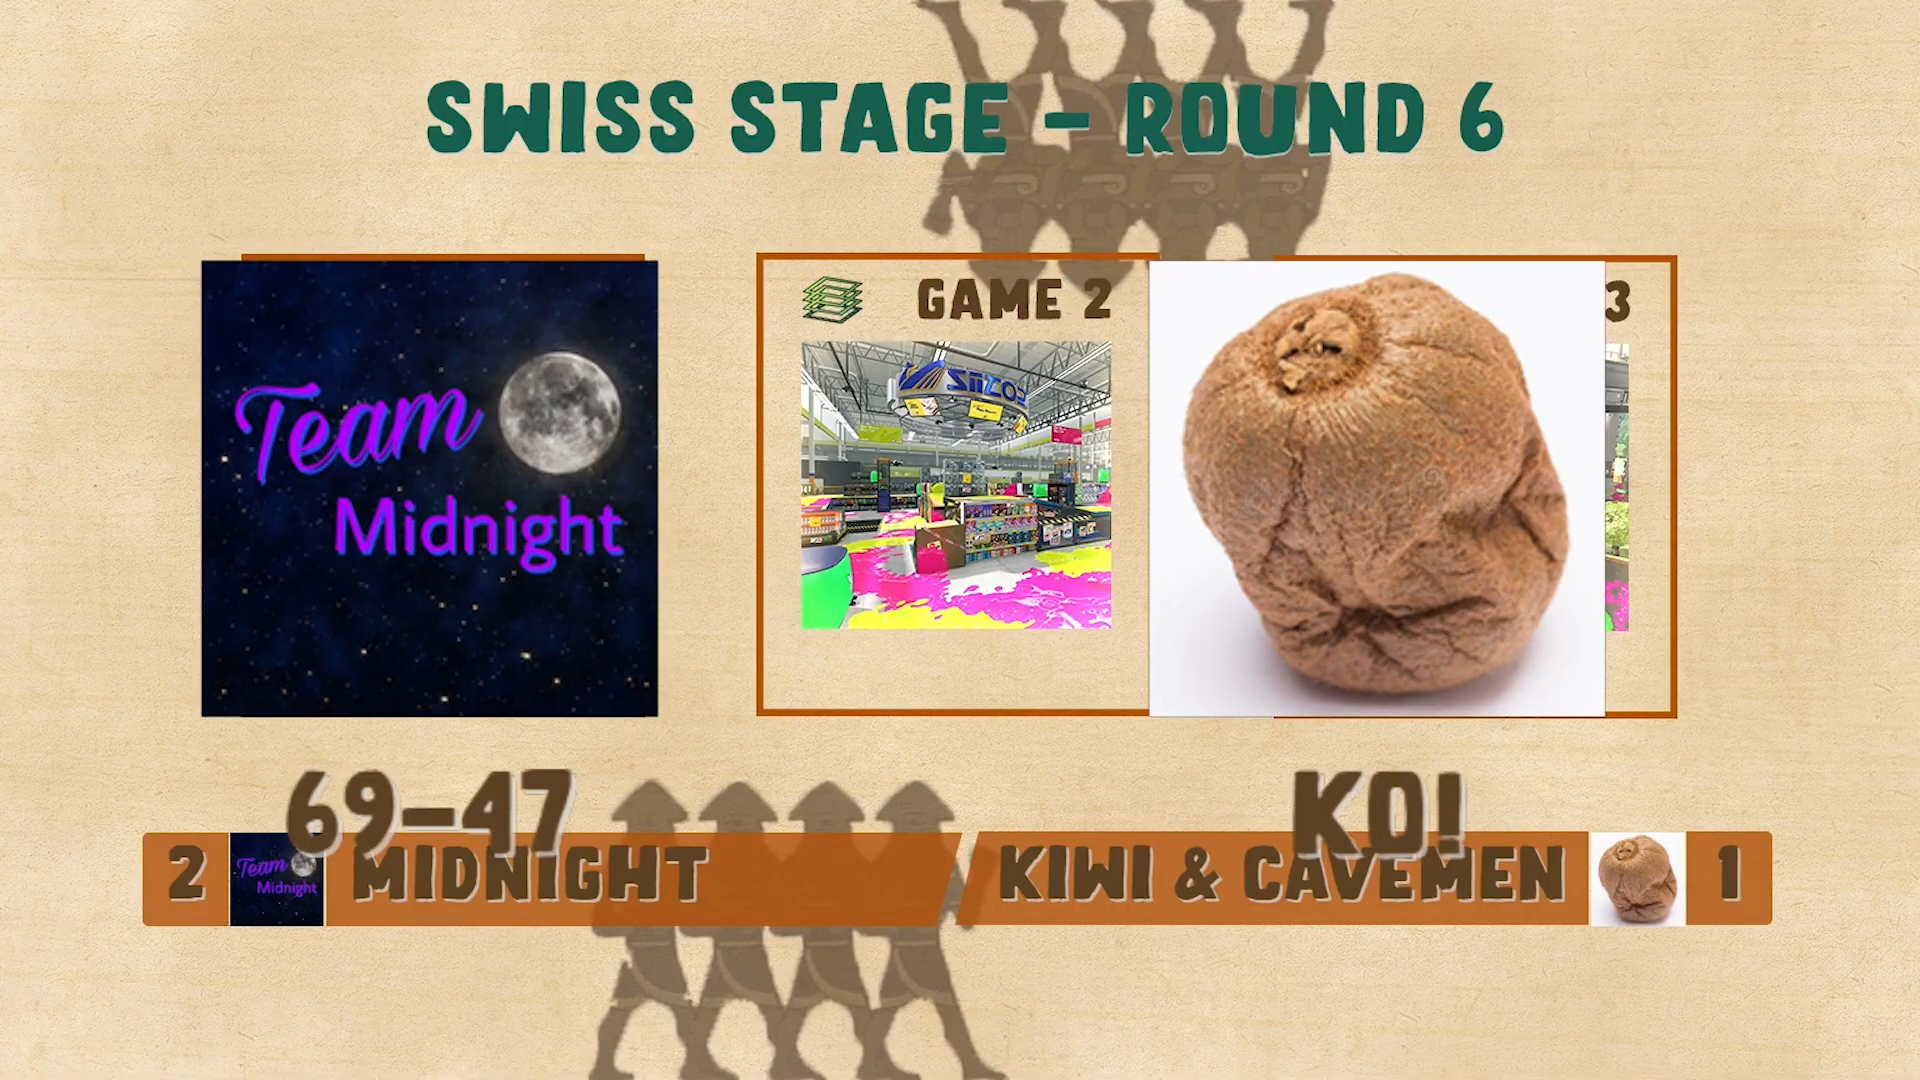 SWISS STAGE - ROUND 6
GAME 2
3
SIZCOZ
Team
Midnight
69-47
KO!
2
Team
Midnight
MIDNIGHT
KIWI & CAVEMEN
1